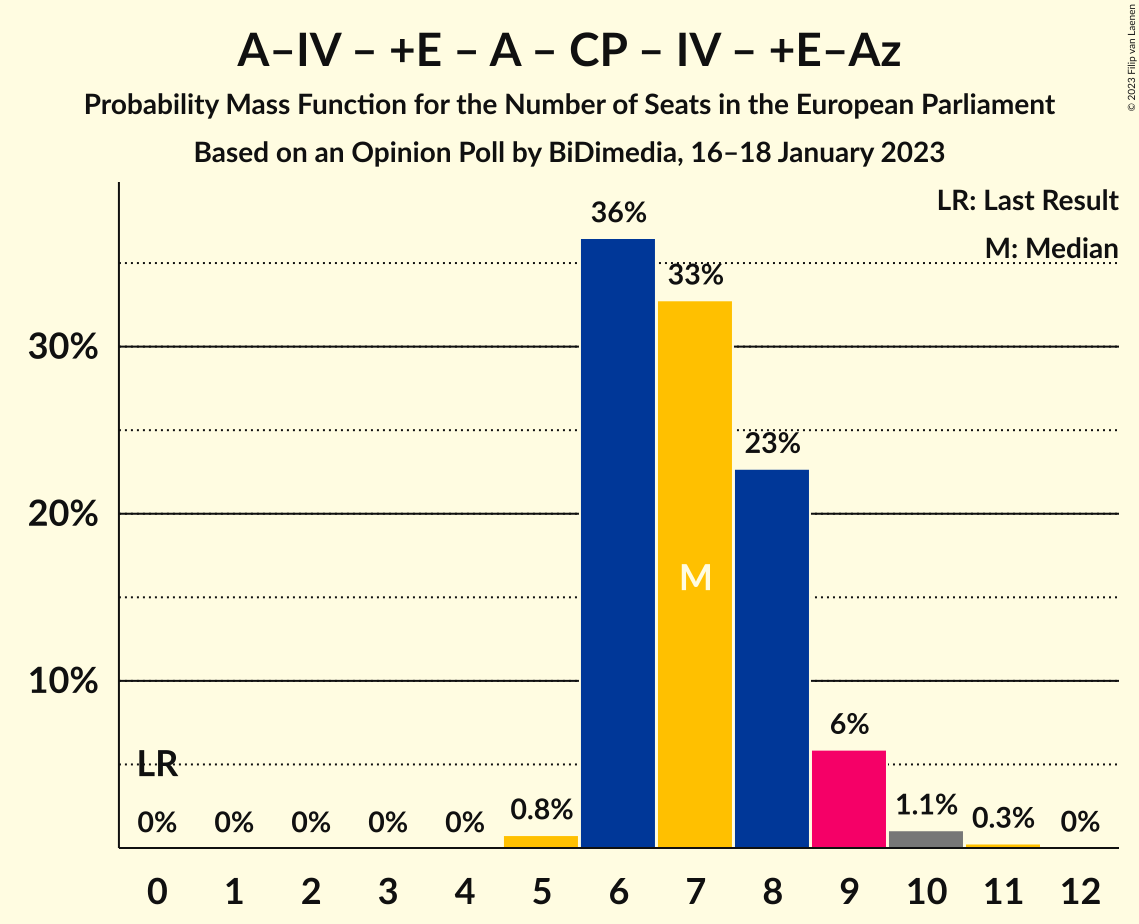 A–IV – +E – A – CP – IV – +E–Az
Probability Mass Function for the Number of Seats in the European Parliament
Based on an Opinion Poll by BiDimedia, 16–18 January 2023
© 2023 Filip van Laenen
LR: Last Result
M: Median
36%
33%
30%
23%
20%
M
10%
6%
LR
0% 0% 0% 0% 0% 0.8% 1.1% 0.3% 0%
0 1 2 3 4 5 6 7 8 9 10 11 12